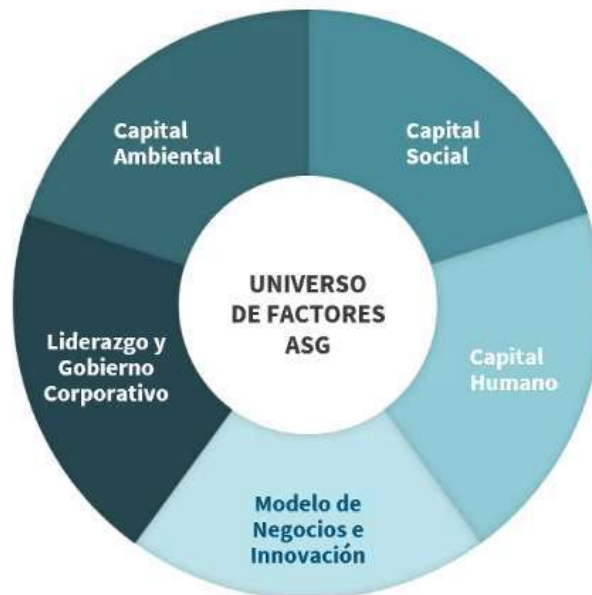 Capital
Ambiental
Capital
Social
UNIVERSO
DE FACTORES
ASG
Liderazgo y
Gobierno
Corporativo
Capital
Humano
Modelo de
Negocios e
Innovación